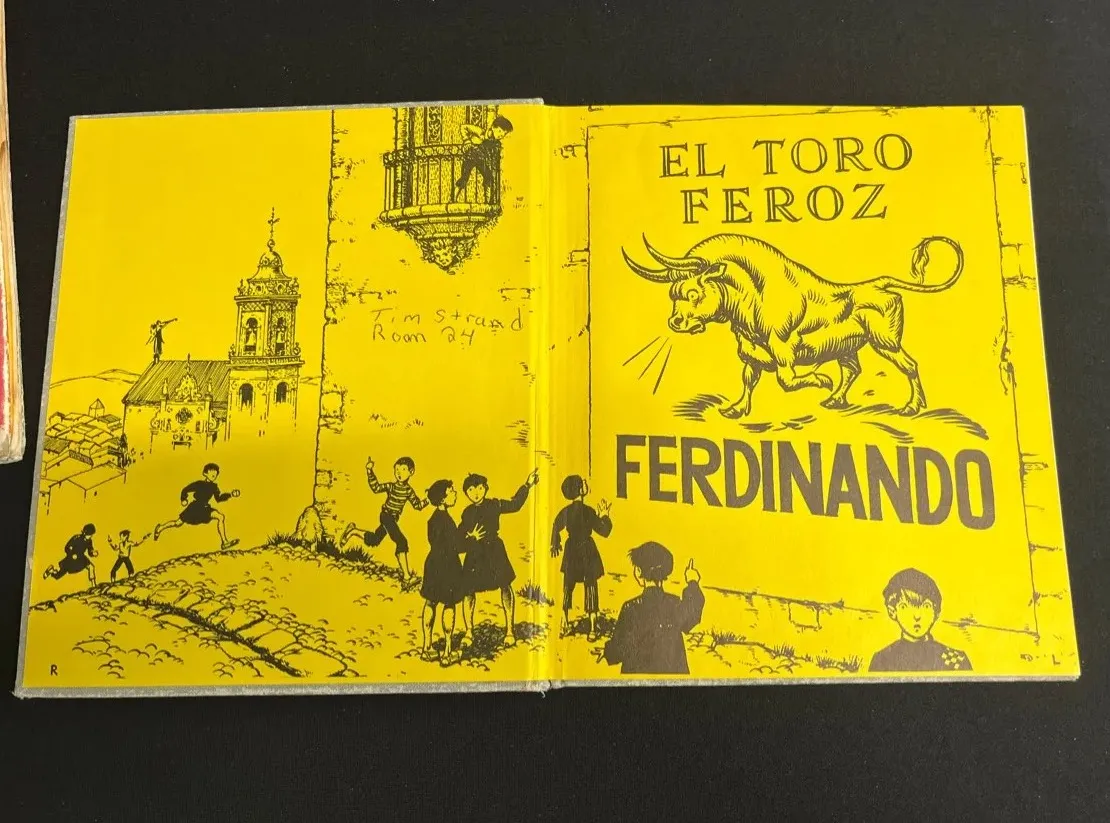 Tim Strand
Room 24
R
EL TORO
FEROZ
FERDINANDO